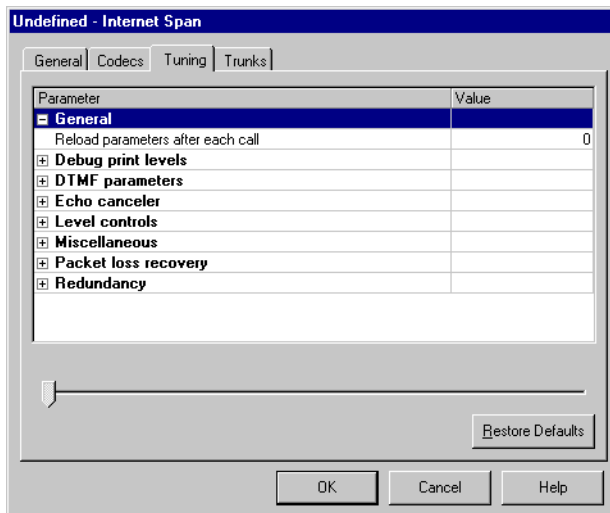 Undefined - Internet Span
General Codecs Tuning Trunks
Parameter Value
General
Reload parameters after each call 0
Debug print levels
DTMF parameters
Echo canceler
Level controls
Miscellaneous
Packet loss recovery
Redundancy
Restore Defaults
OK Cancel Help